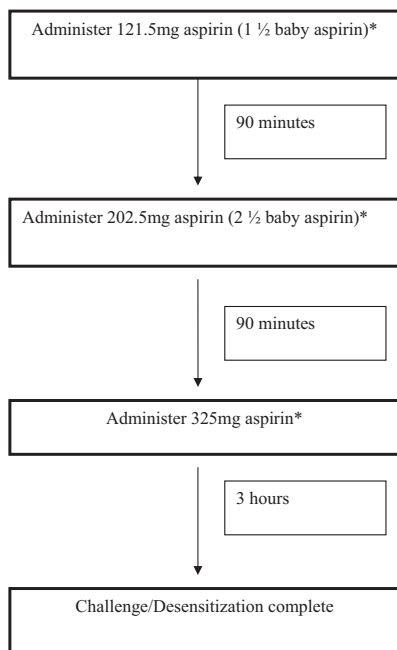 Administer 121.5mg aspirin (1 ½ baby aspirin)*
90 minutes
Administer 202.5mg aspirin (2 ½ baby aspirin)*
90 minutes
Administer 325mg aspirin*
3 hours
Challenge/Desensitization complete